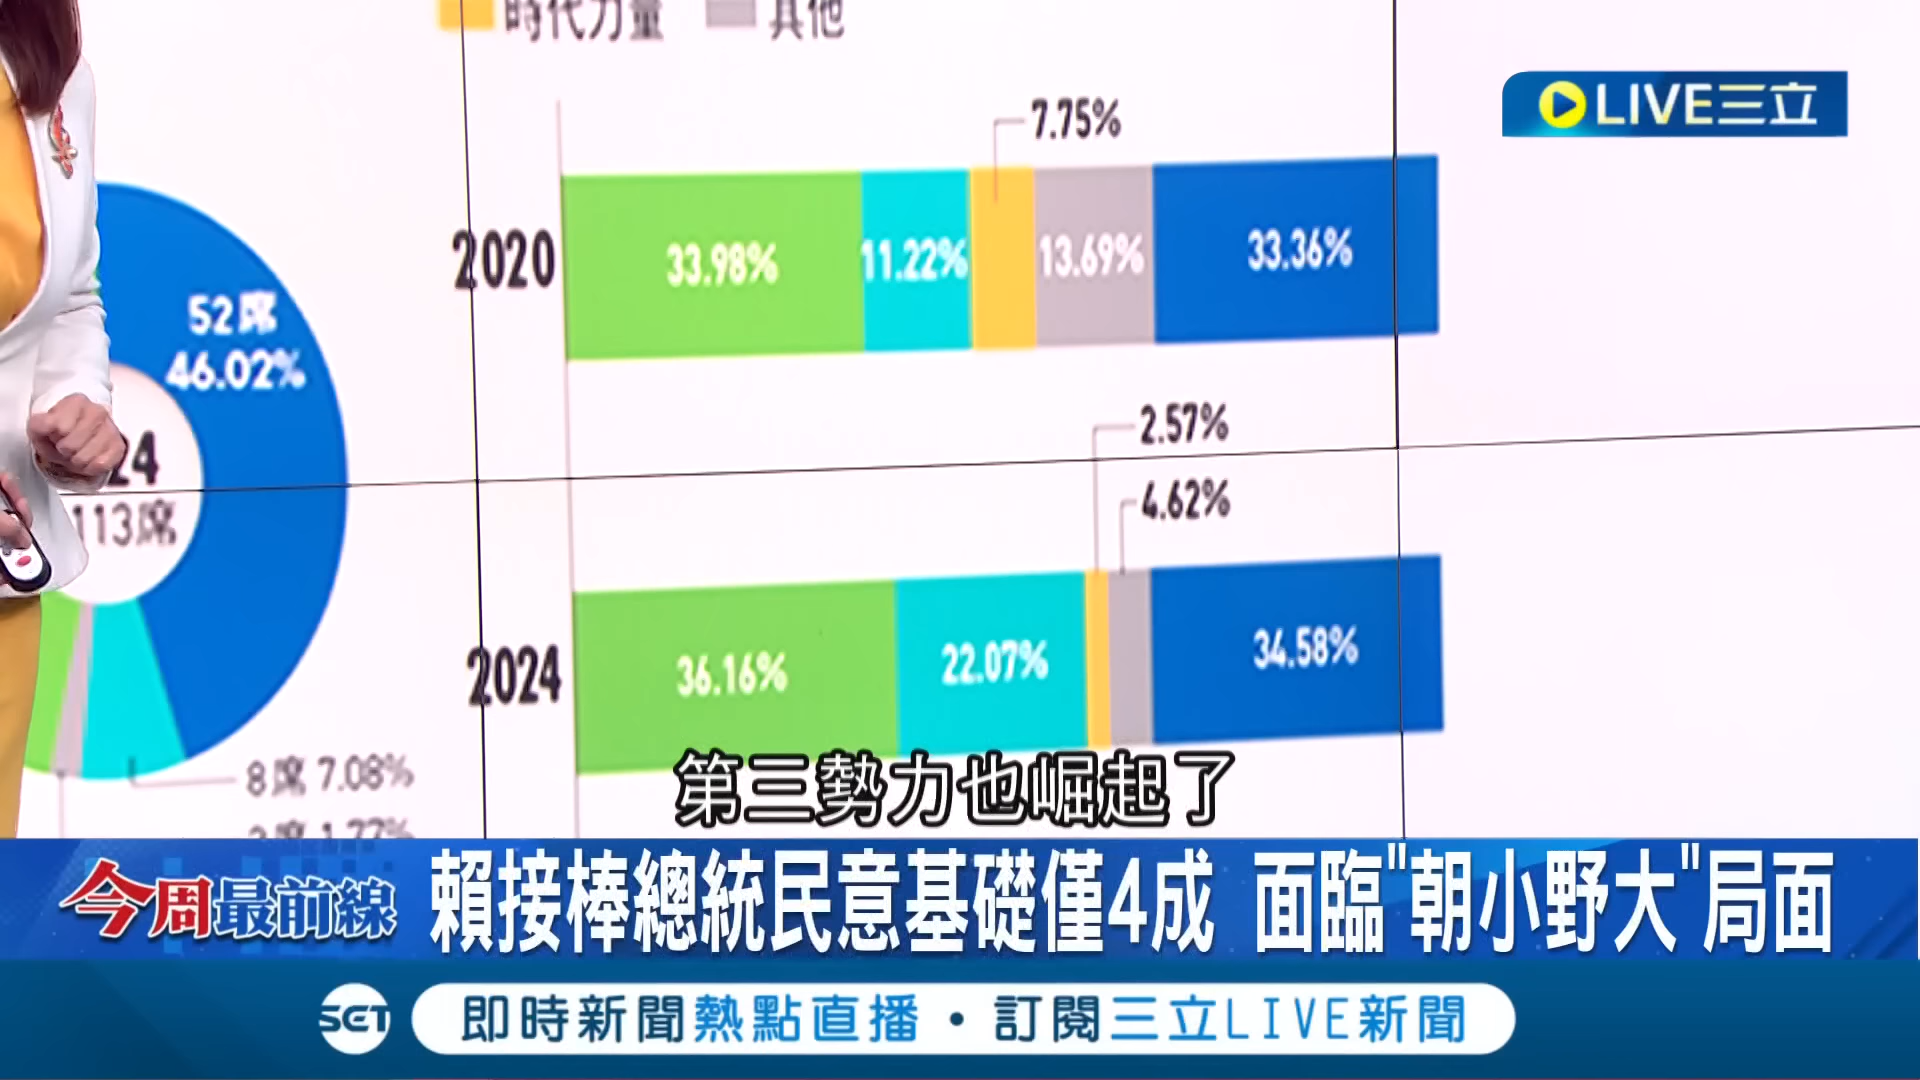 時代力量 其他
LIVE三立
7.75%
2020
33.98%
11.22%
13.69%
33.36%
52席
46.02%
24
113席
2.57%
4.62%
2024
36.16%
22.07%
34.58%
8席 7.08%
2席 1.77%
第三勢力也崛起了
今周最前線
賴接棒總統民意基礎僅4成 面臨"朝小野大"局面
SET
即時新聞熱點直播・訂閱三立LIVE新聞